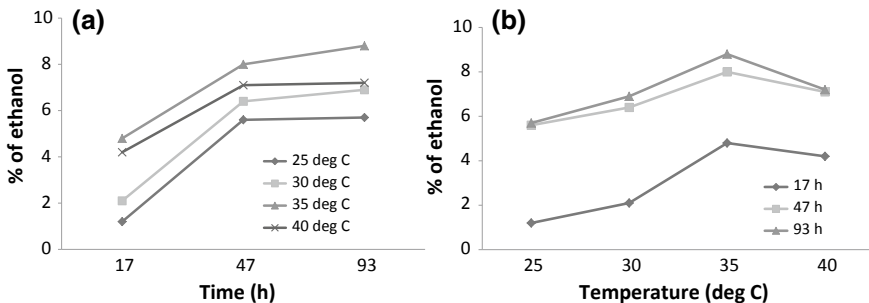 (a)
10
8
6
4
2
0
% of ethanol
17 47 93
Time (h)
25 deg C
30 deg C
35 deg C
40 deg C
(b)
10
8
6
4
2
0
% of ethanol
25 30 35 40
Temperature (deg C)
17 h
47 h
93 h